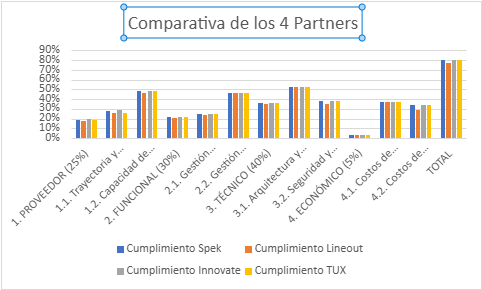 Comparativa de los 4 Partners
90%
80%
70%
60%
50%
40%
30%
20%
10%
0%
1. PROVEEDOR (25%)
1.1. Trayectoria y...
1.2. Capacidad de...
2. FUNCIONAL (30%)
2.1. Gestión...
2.2. Gestión...
3. TÉCNICO (40%)
3.1. Arquitectura y...
3.2. Seguridad y...
4. ECONÓMICO (5%)
4.1. Costos de...
4.2. Costos de...
TOTAL
Cumplimiento Spek Cumplimiento Lineout
Cumplimiento Innovate Cumplimiento TUX